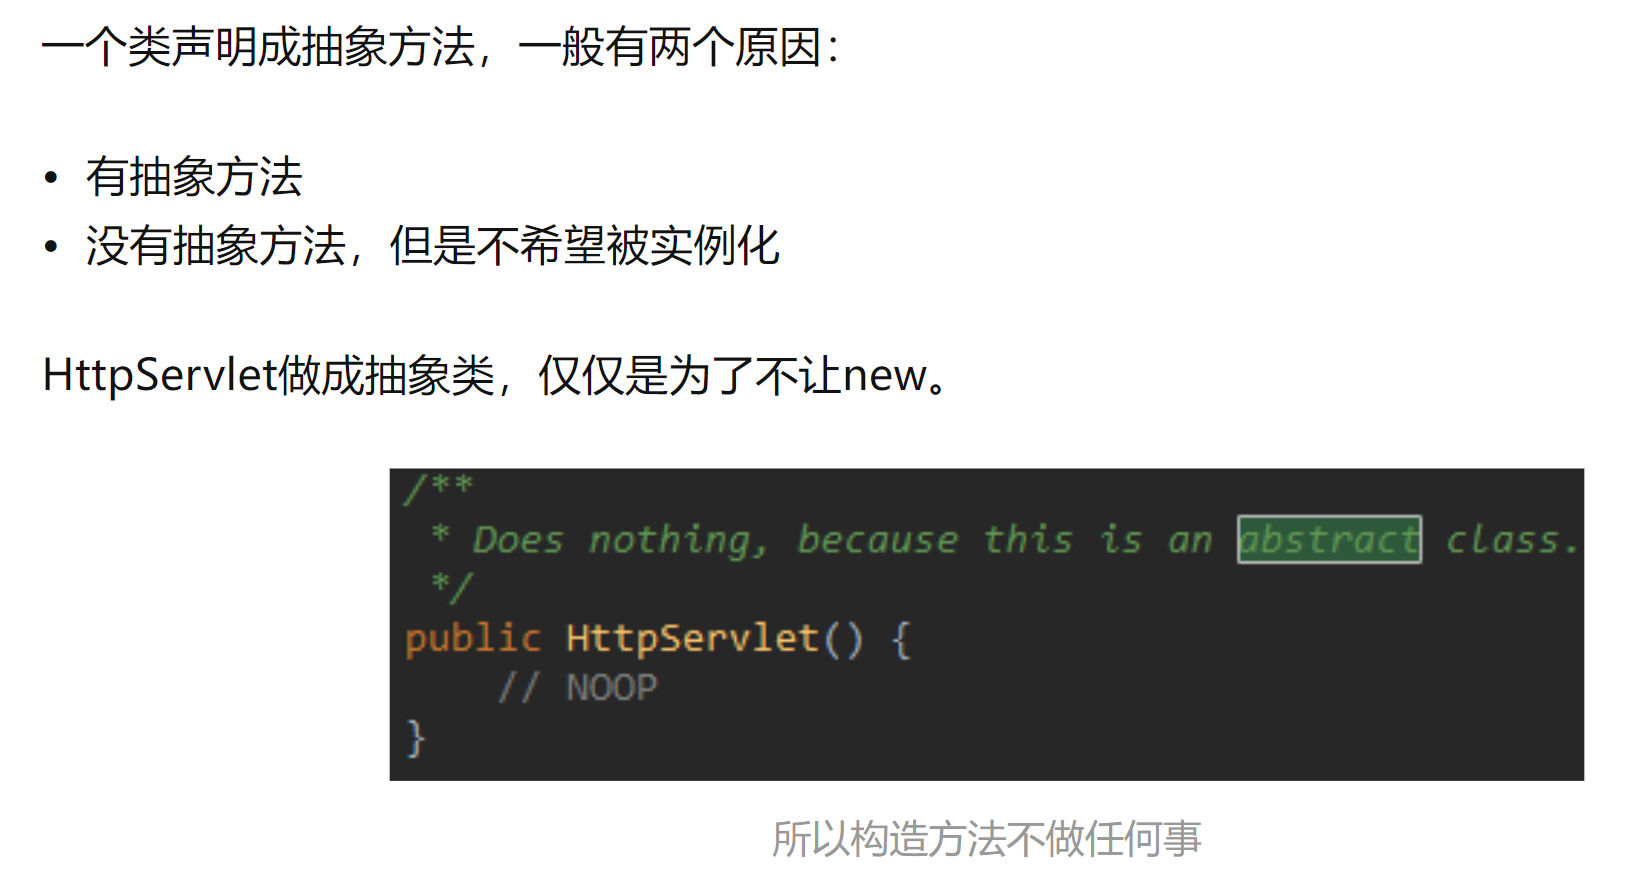 一个类声明成抽象方法，一般有两个原因：
• 有抽象方法
• 没有抽象方法，但是不希望被实例化
HttpServlet做成抽象类，仅仅是为了不让new。
/**
 * Does nothing, because this is an abstract class.
 */
public HttpServlet() {
    // NOOP
}
所以构造方法不做任何事